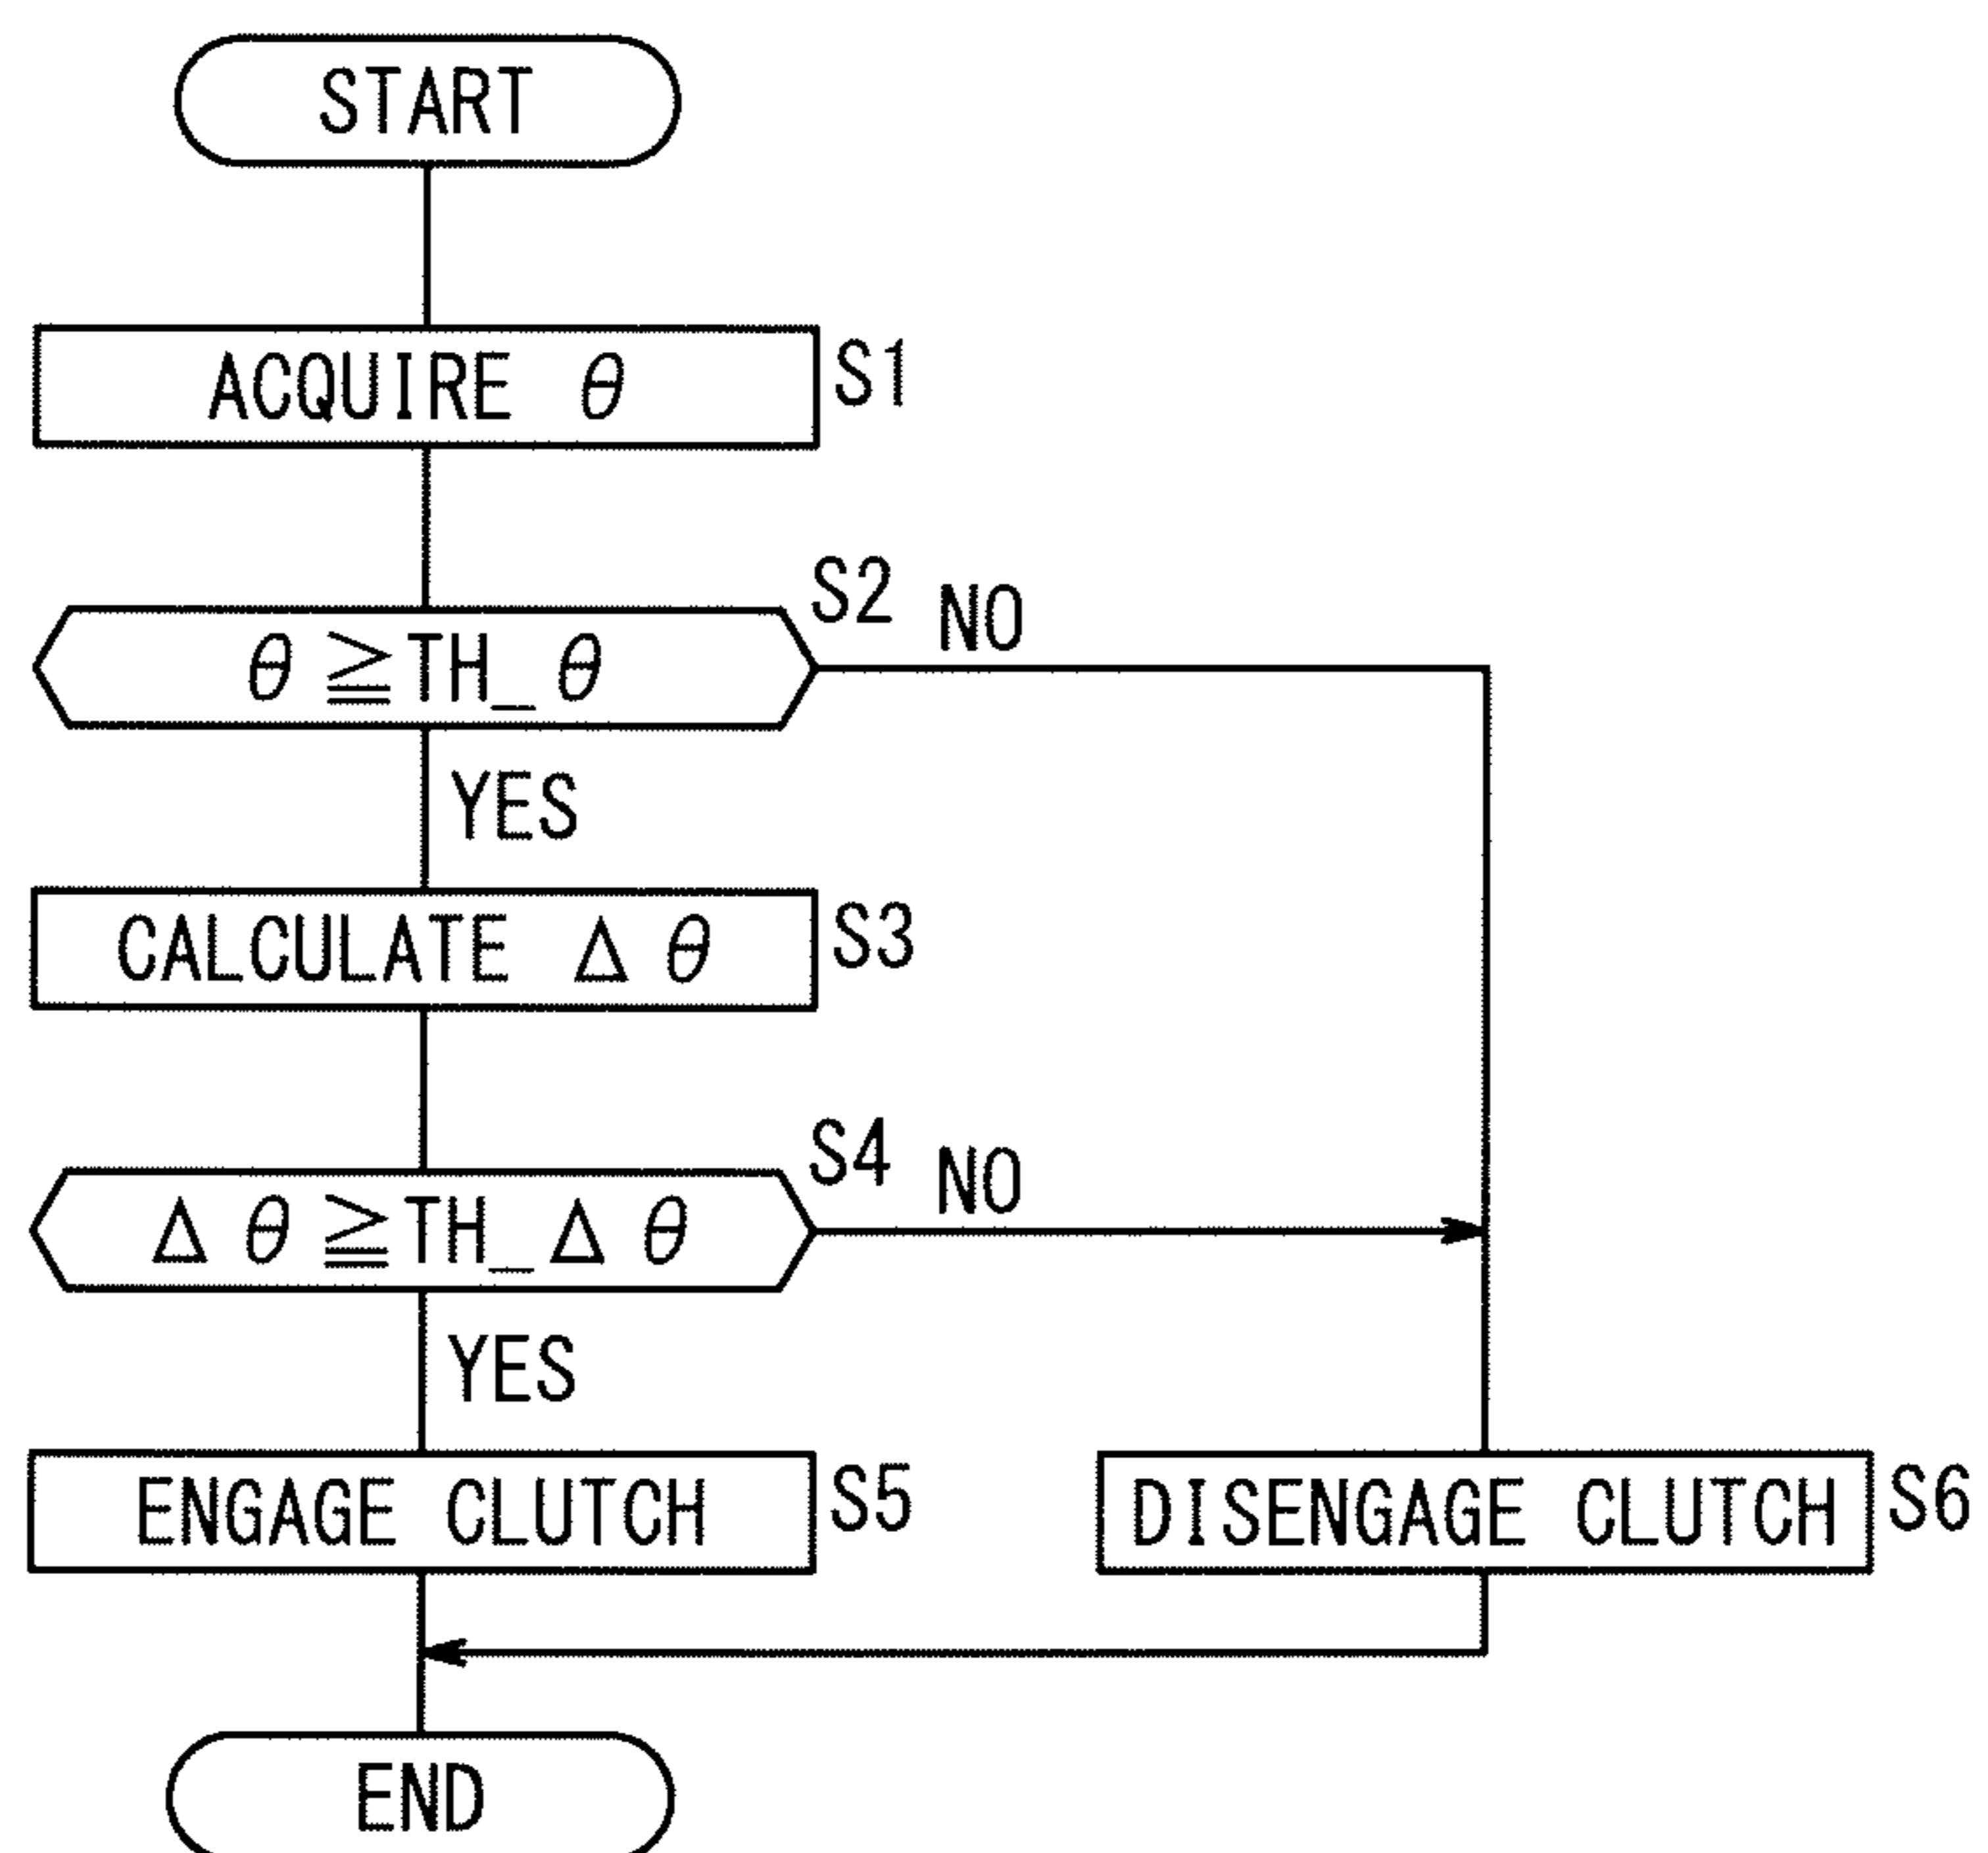 START
ACQUIRE θ S1
S2 NO
θ ≧TH_θ
YES
CALCULATE Δθ S3
S4 NO
Δθ ≧TH_Δθ
YES
ENGAGE CLUTCH S5
DISENGAGE CLUTCH S6
END